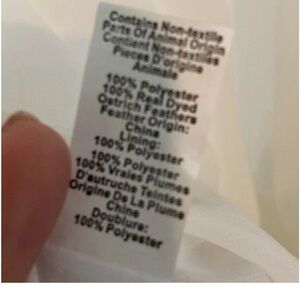 Contains Non-textile
Parts Of Animal Origin
Contient Non-textiles
Pieces D'origine
Animale
100% Polyester
100% Real Dyed
Ostrich Feathers
Feather Origin:
China
Lining:
100% Polyester
100% Polyester
100% Vraies Plumes
D'autruche Teintes
Origine De La Plume
Chine
Doublure:
100% Polyester